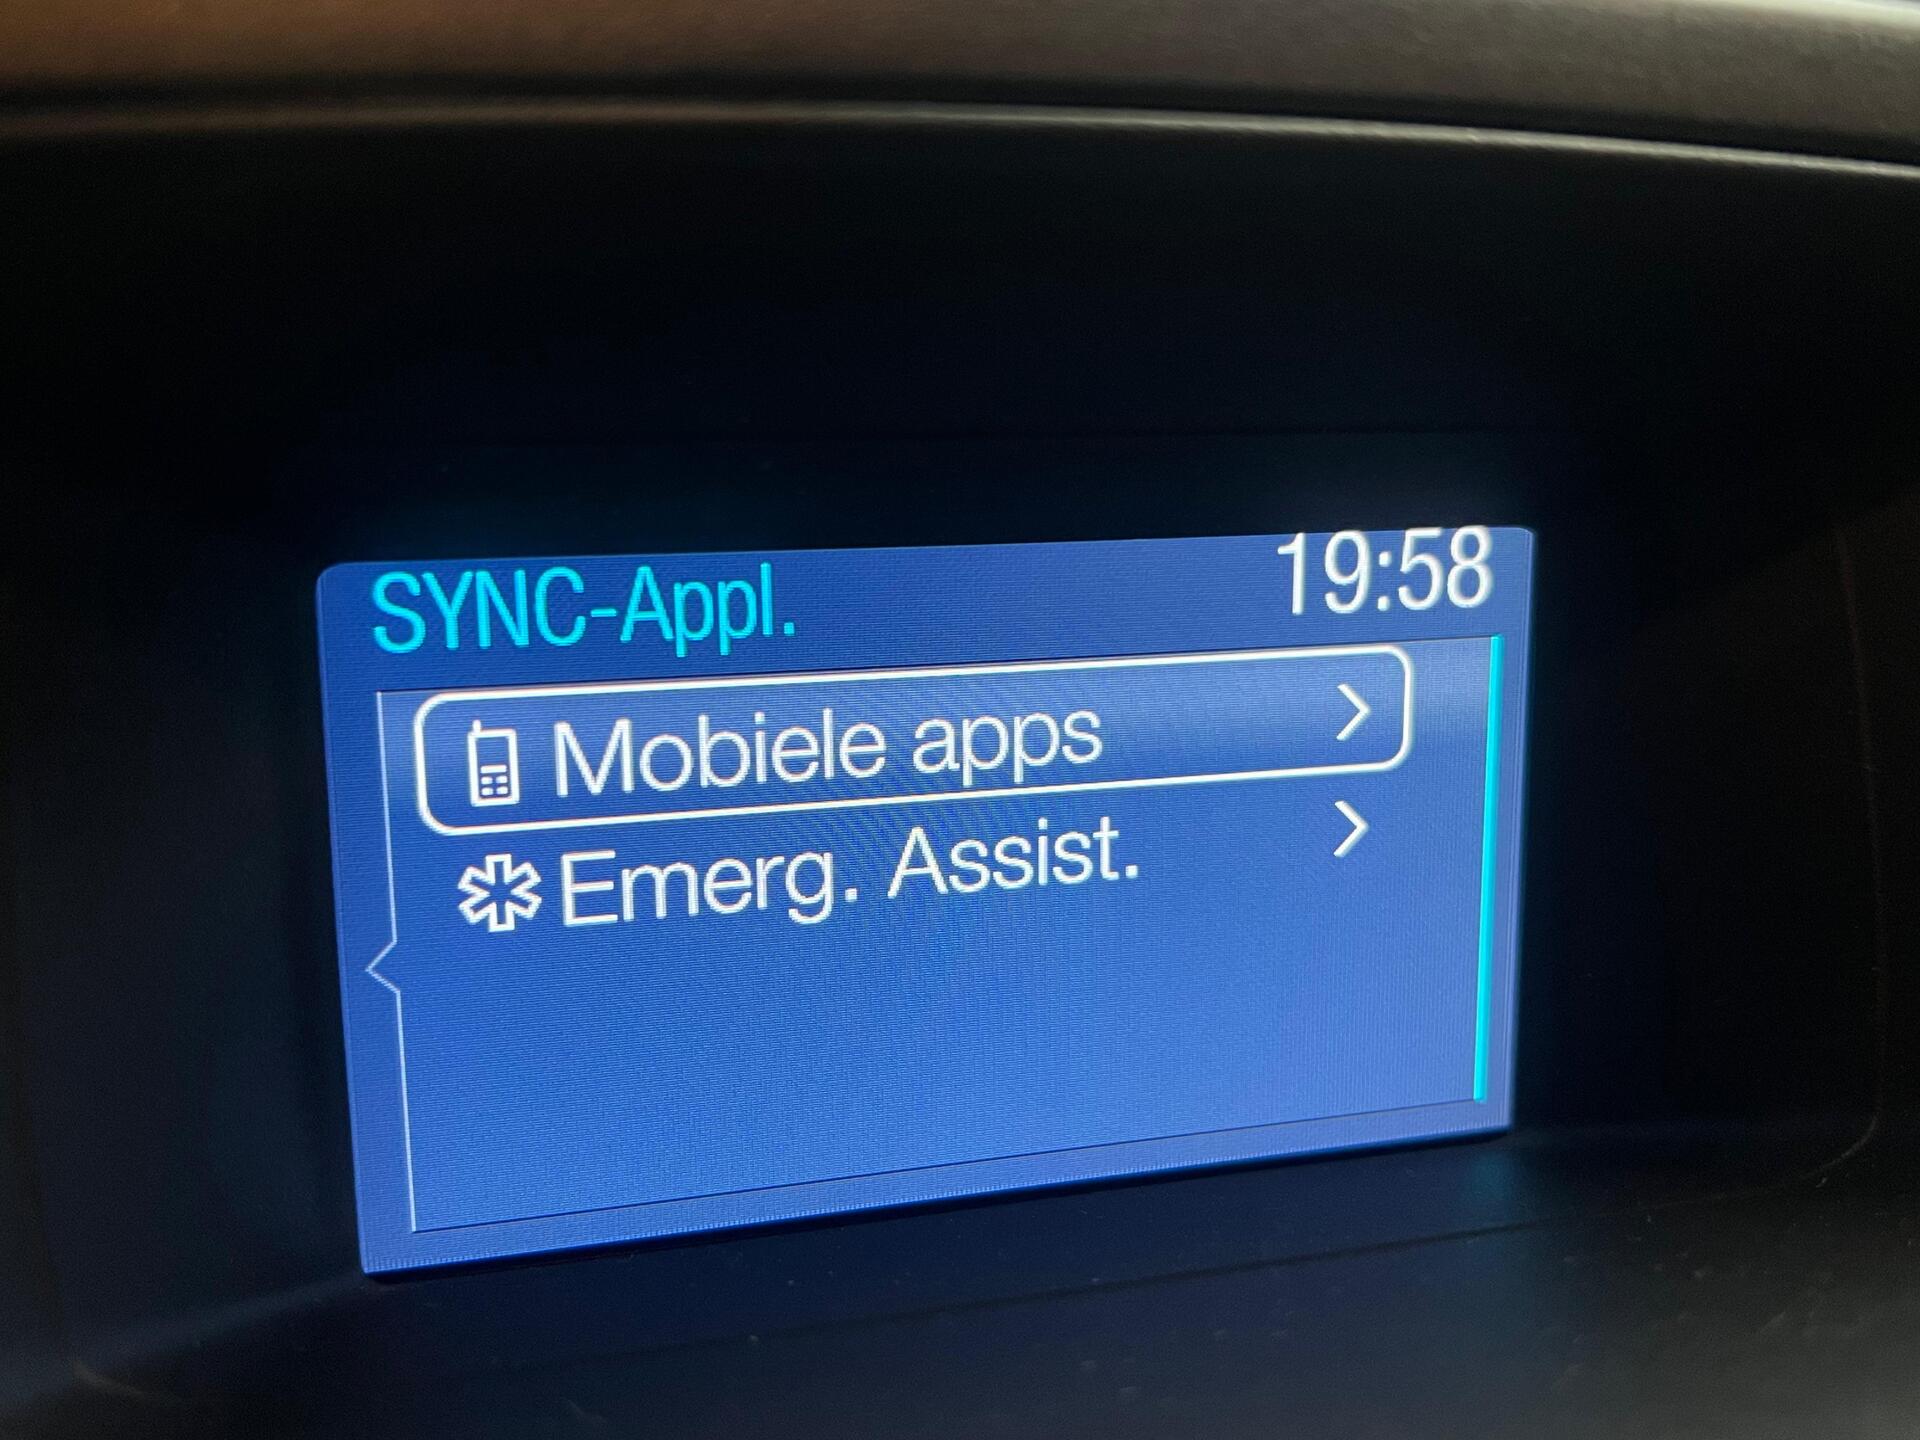 SYNC-Appl.
19:58
Mobiele apps
Emerg. Assist.